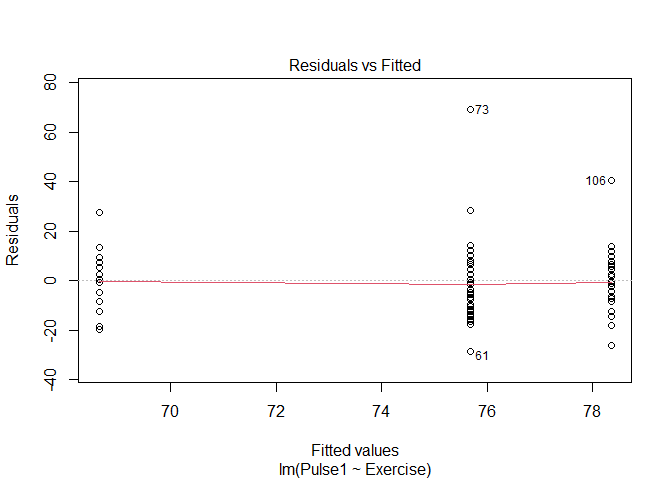 Residuals vs Fitted
80
60
40
20
0
-20
-40
Residuals
73
106
61
70 72 74 76 78
Fitted values
lm(Pulse1 ~ Exercise)